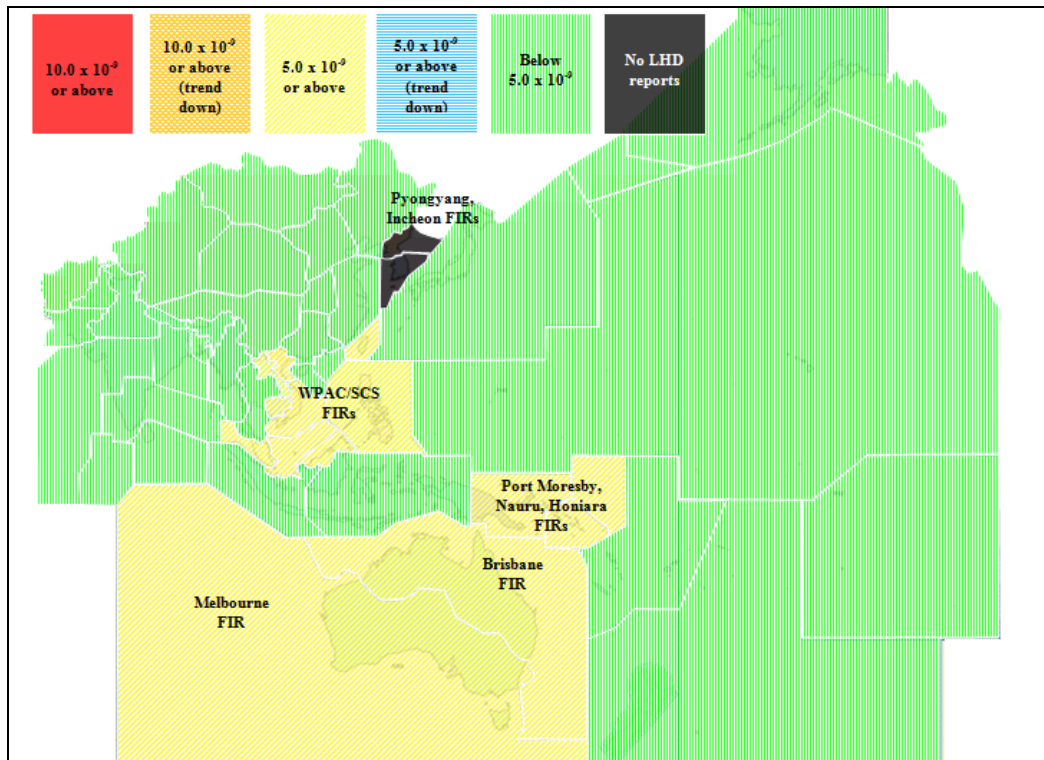 10.0 x 10⁻⁹
or above
10.0 x 10⁻⁹
or above
(trend
down)
5.0 x 10⁻⁹
or above
5.0 x 10⁻⁹
or above
(trend
down)
Below
5.0 x 10⁻⁹
No LHD
reports
Pyongyang,
Incheon FIRs
WPAC/SCS
FIRs
Port Moresby,
Nauru, Honiara
FIRs
Brisbane
FIR
Melbourne
FIR